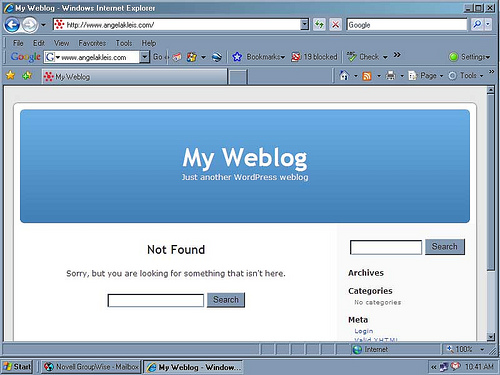 My Weblog - Windows Internet Explorer
http://www.angelakleis.com/
Google
File Edit View Favorites Tools Help
Google G www.angelakleis.com Go Bookmarks 19 blocked Check » Settings
My Weblog Page Tools »
My Weblog
Just another WordPress weblog
Not Found
Sorry, but you are looking for something that isn't here.
Search
Search
Archives
Categories
No categories
Meta
Login
Valid XHTML
Internet 100%
Start Novell GroupWise - Mailbox My Weblog - Window... « 10:41 AM